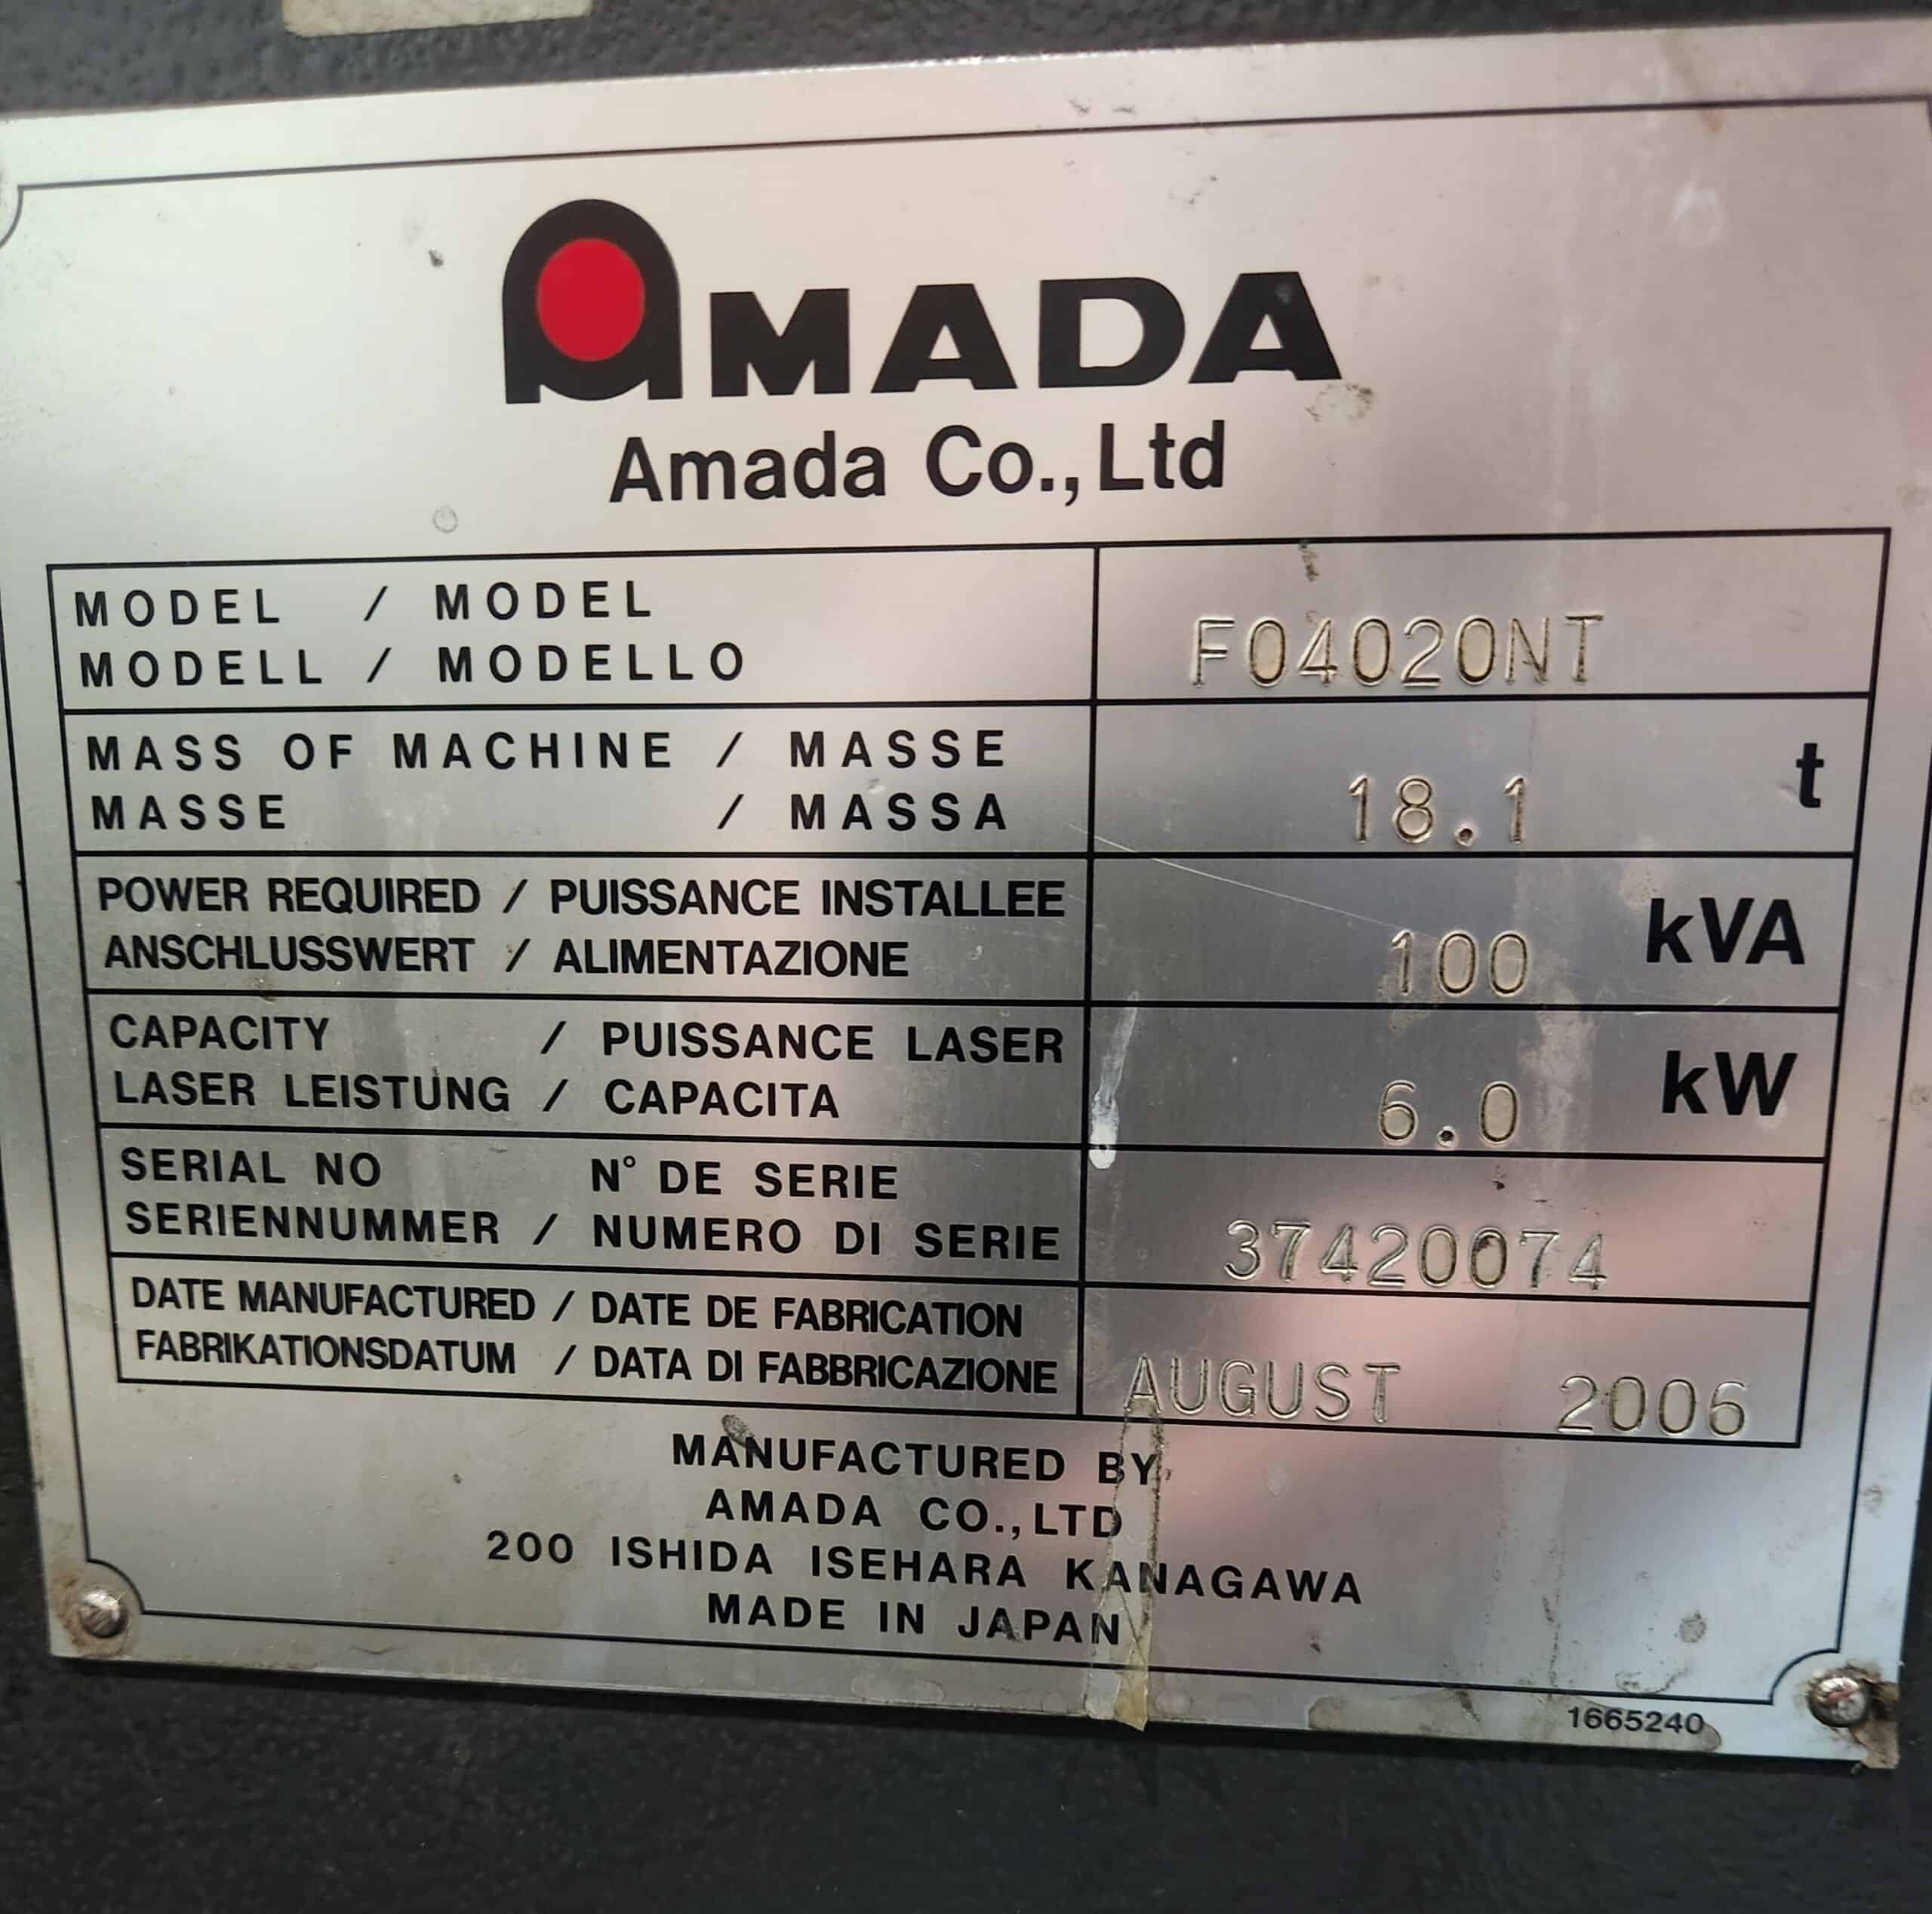 AMADA
Amada Co.,Ltd
MODEL / MODEL
MODELL / MODELLO
FO4020NT
MASS OF MACHINE / MASSE
MASSE / MASSA
18.1 t
POWER REQUIRED / PUISSANCE INSTALLEE
ANSCHLUSSWERT / ALIMENTAZIONE
100 kVA
CAPACITY / PUISSANCE LASER
LASER LEISTUNG / CAPACITA
6.0 kW
SERIAL NO N° DE SERIE
SERIENNUMMER / NUMERO DI SERIE
37420074
DATE MANUFACTURED / DATE DE FABRICATION
FABRIKATIONSDATUM / DATA DI FABBRICAZIONE
AUGUST 2006
MANUFACTURED BY
AMADA CO.,LTD
200 ISHIDA ISEHARA KANAGAWA
MADE IN JAPAN
1665240